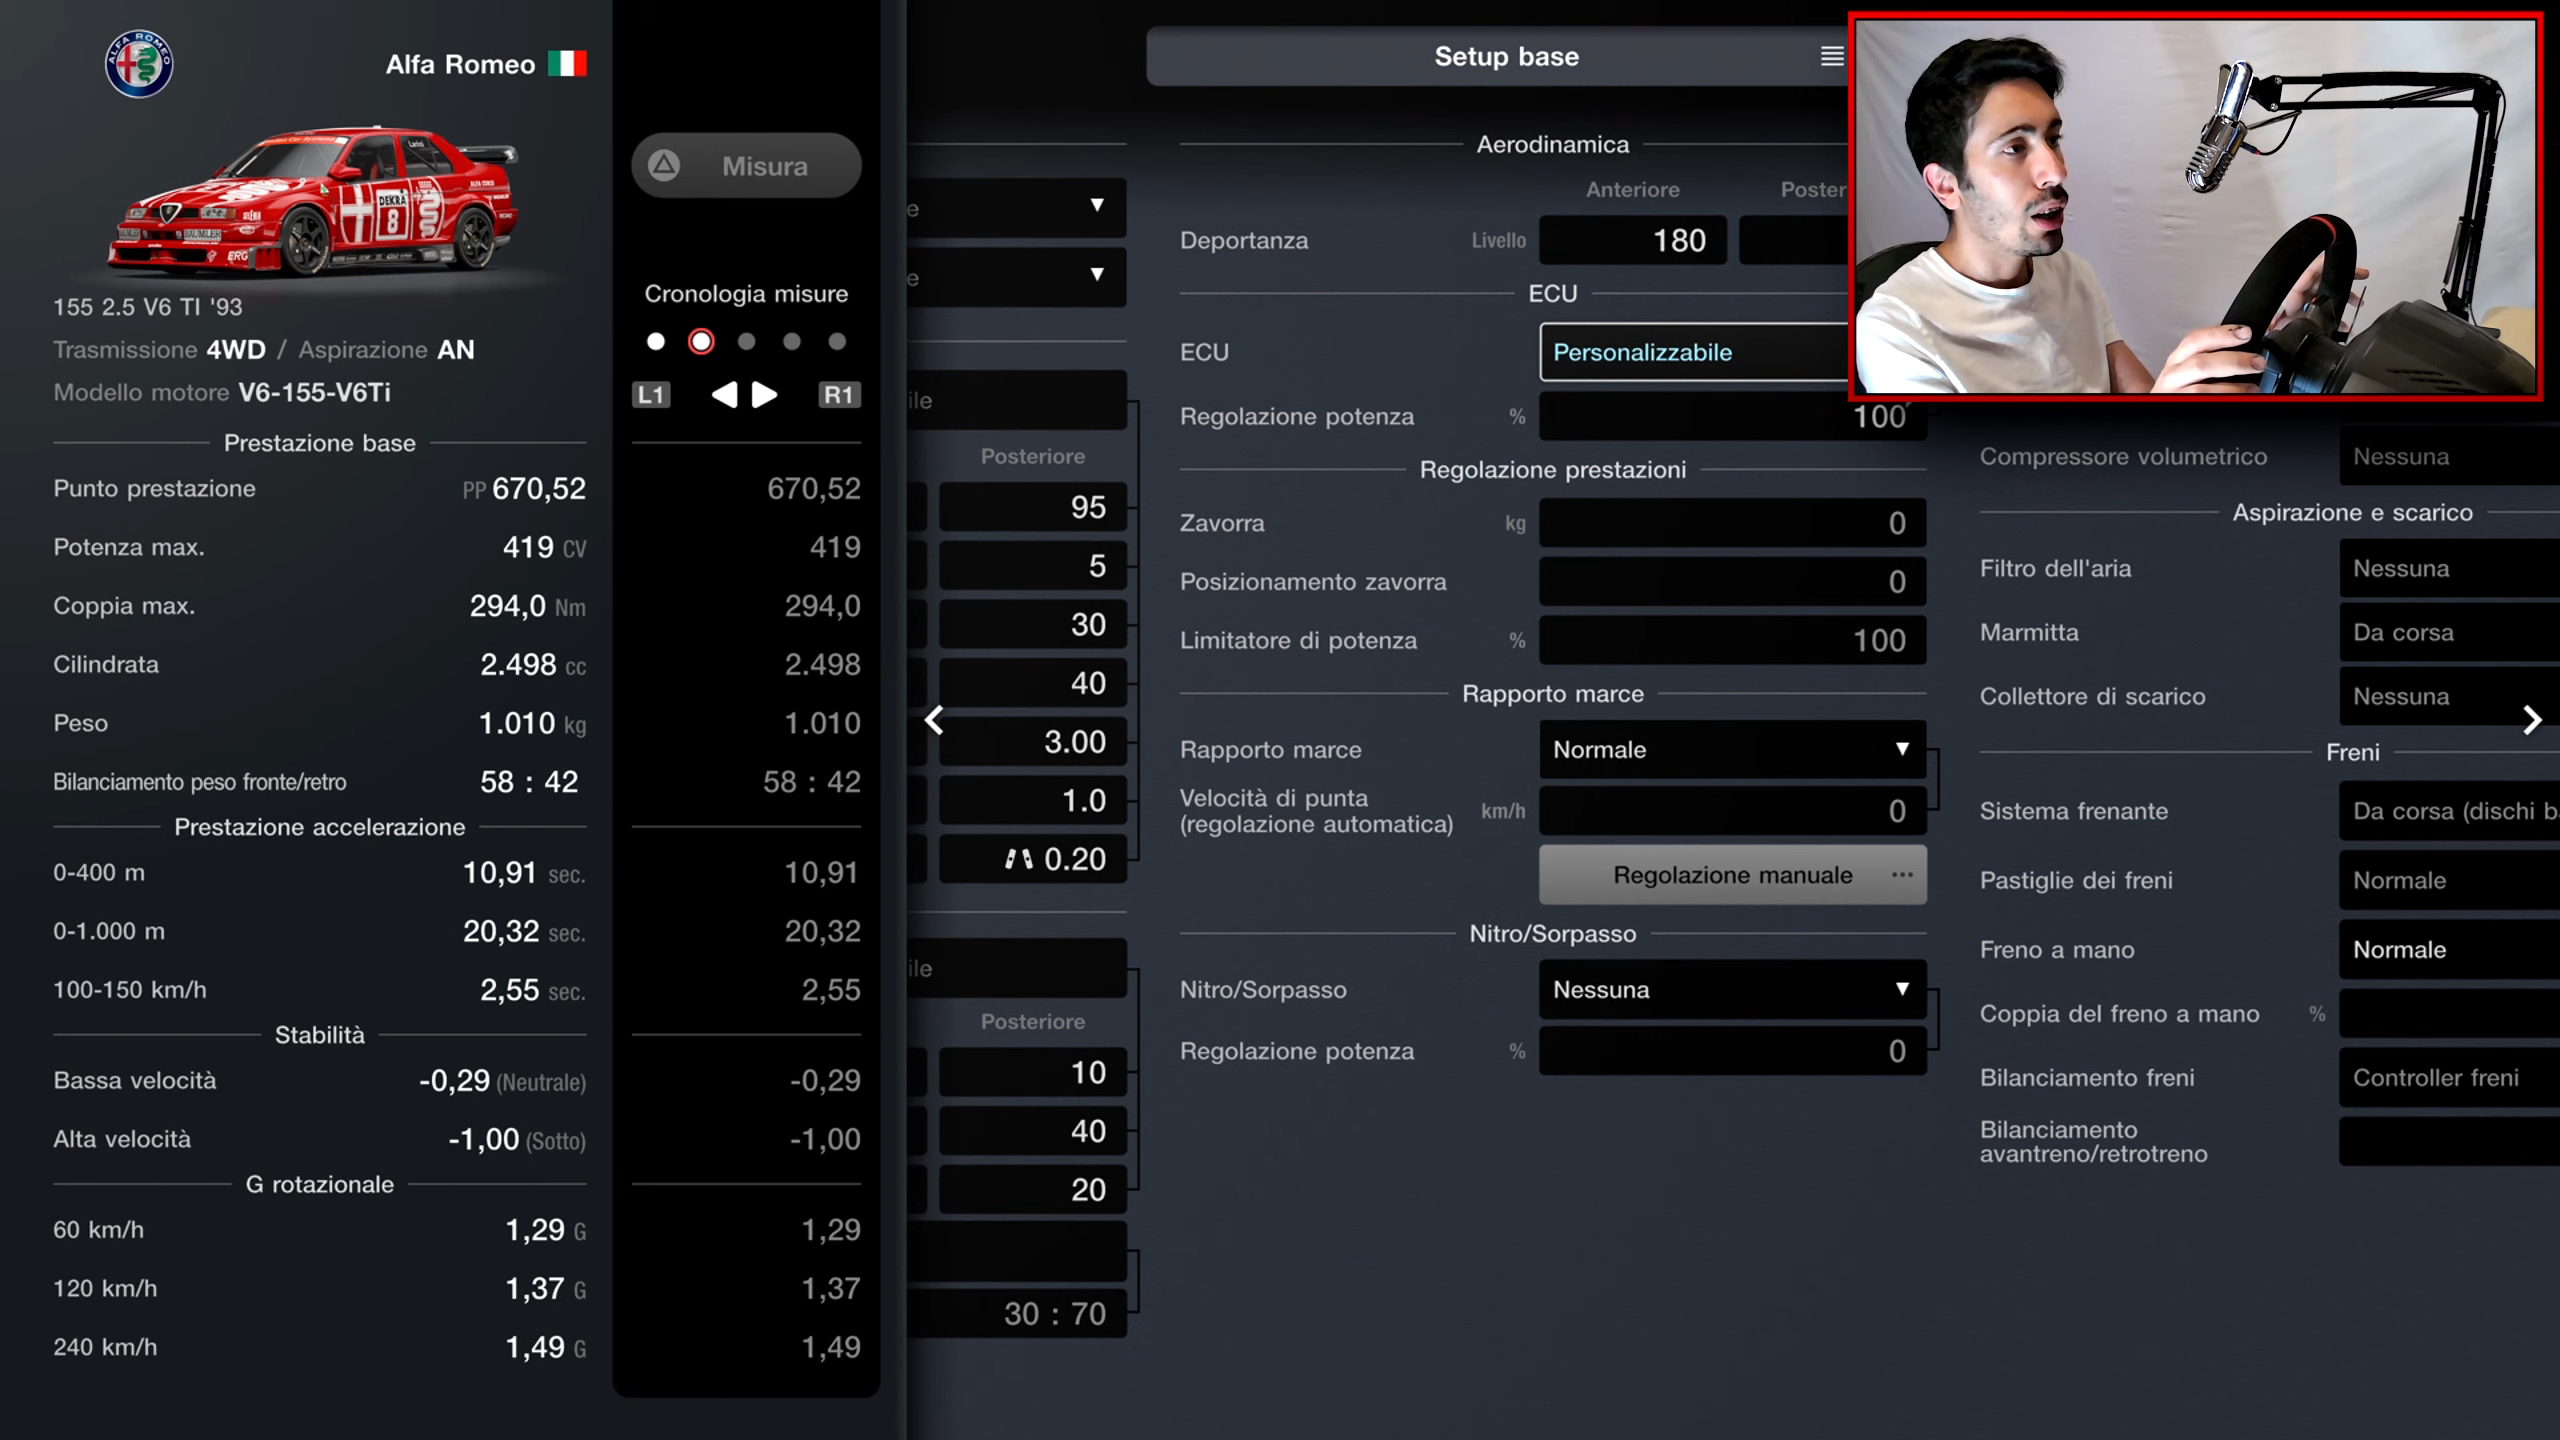 Alfa Romeo
155 2.5 V6 TI '93
Trasmissione 4WD / Aspirazione AN
Modello motore V6-155-V6Ti
Prestazione base
Punto prestazione PP 670,52
Potenza max. 419 CV
Coppia max. 294,0 Nm
Cilindrata 2.498 cc
Peso 1.010 kg
Bilanciamento peso fronte/retro 58 : 42
Prestazione accelerazione
0-400 m 10,91 sec.
0-1.000 m 20,32 sec.
100-150 km/h 2,55 sec.
Stabilità
Bassa velocità -0,29 (Neutrale)
Alta velocità -1,00 (Sotto)
G rotazionale
60 km/h 1,29 G
120 km/h 1,37 G
240 km/h 1,49 G
Misura
Cronologia misure
L1 R1
670,52
419
294,0
2.498
1.010
58 : 42
10,91
20,32
2,55
-0,29
-1,00
1,29
1,37
1,49
e
e
ile
Posteriore
95
5
30
40
3.00
1.0
0.20
ile
Posteriore
10
40
20
30 : 70
Setup base
Aerodinamica
Anteriore Poster
Deportanza Livello 180
ECU
ECU Personalizzabile
Regolazione potenza % 100
Regolazione prestazioni
Zavorra kg 0
Posizionamento zavorra 0
Limitatore di potenza % 100
Rapporto marce
Rapporto marce Normale
Velocità di punta
(regolazione automatica) km/h 0
Regolazione manuale ...
Nitro/Sorpasso
Nitro/Sorpasso Nessuna
Regolazione potenza % 0
Compressore volumetrico Nessuna
Aspirazione e scarico
Filtro dell'aria Nessuna
Marmitta Da corsa
Collettore di scarico Nessuna
Freni
Sistema frenante Da corsa (dischi b
Pastiglie dei freni Normale
Freno a mano Normale
Coppia del freno a mano %
Bilanciamento freni Controller freni
Bilanciamento
avantreno/retrotreno
ALFA ROMEO
Larini
DEKRA
8